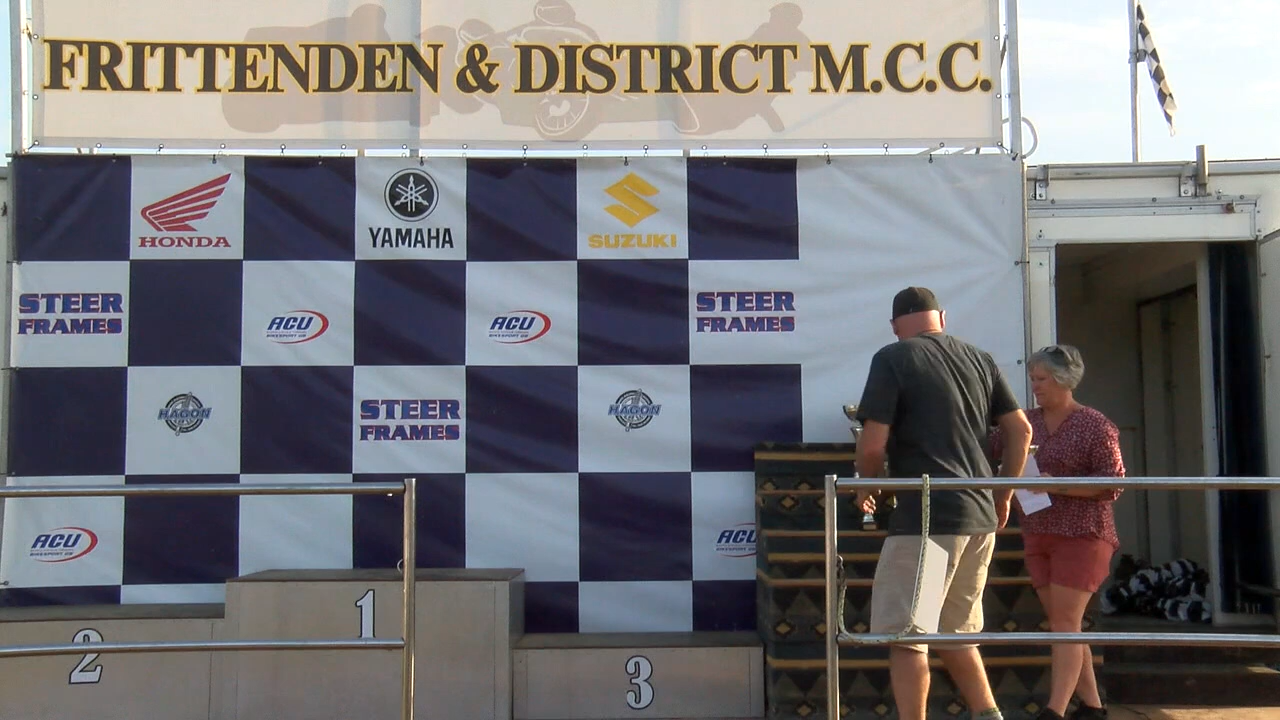 FRITTENDEN & DISTRICT M.C.C.
HONDA
YAMAHA
SUZUKI
STEER
FRAMES
ACU
ACU
STEER
FRAMES
HAGON
STEER
FRAMES
HAGON
ACU
ACU
1
2
3